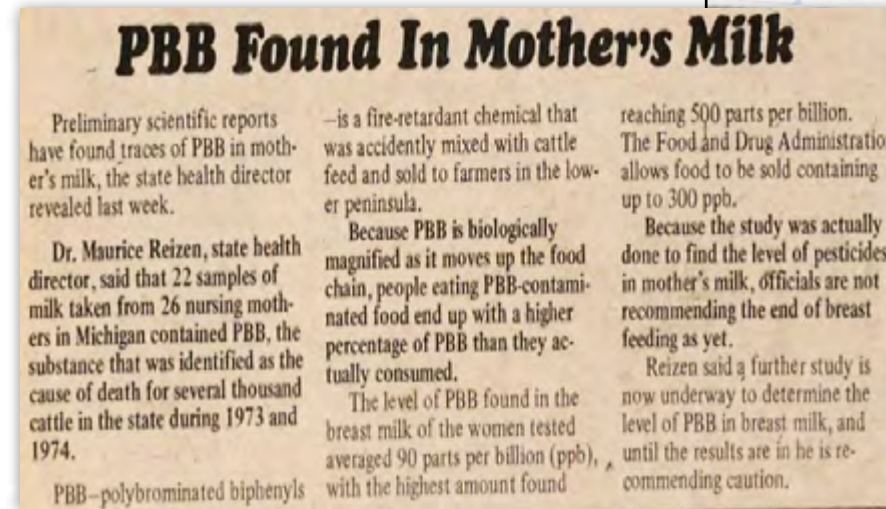 PBB Found In Mother's Milk
Preliminary scientific reports
have found traces of PBB in moth-
er's milk, the state health director
revealed last week.
Dr. Maurice Reizen, state health
director, said that 22 samples of
milk taken from 26 nursing moth-
ers in Michigan contained PBB, the
substance that was identified as the
cause of death for several thousand
cattle in the state during 1973 and
1974.
PBB—polybrominated biphenyls
—is a fire-retardant chemical that
was accidently mixed with cattle
feed and sold to farmers in the low-
er peninsula.
Because PBB is biologically
magnified as it moves up the food
chain, people eating PBB-contami-
nated food end up with a higher
percentage of PBB than they ac-
tually consumed.
The level of PBB found in the
breast milk of the women tested
averaged 90 parts per billion (ppb),
with the highest amount found
reaching 500 parts per billion.
The Food and Drug Administratio
allows food to be sold containing
up to 300 ppb.
Because the study was actually
done to find the level of pesticides
in mother's milk, officials are not
recommending the end of breast
feeding as yet.
Reizen said a further study is
now underway to determine the
level of PBB in breast milk, and
until the results are in he is re-
commending caution.